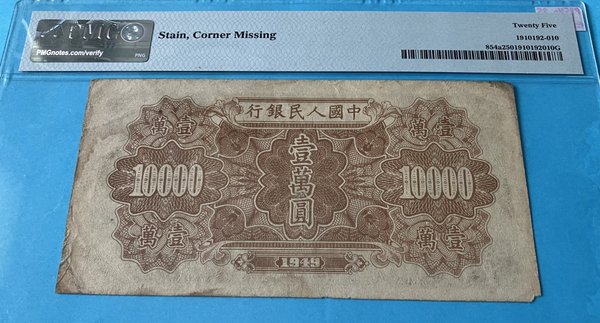 PMG
PMGnotes.com/verify
PNG
Stain, Corner Missing
Twenty Five
1910192-010
854a2501910192010G
行銀民人國中
萬壹
萬壹
壹萬圓
10000
10000
萬壹
萬壹
1949